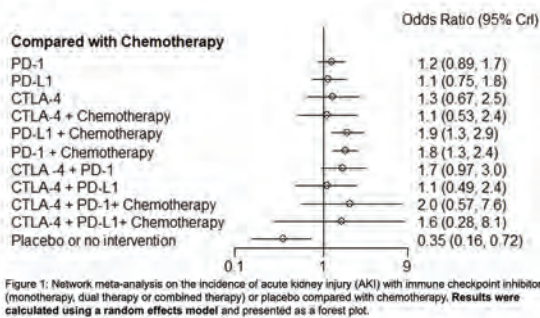 Odds Ratio (95% CrI)
Compared with Chemotherapy
PD-1 1.2 (0.89, 1.7)
PD-L1 1.1 (0.75, 1.8)
CTLA-4 1.3 (0.67, 2.5)
CTLA-4 + Chemotherapy 1.1 (0.53, 2.4)
PD-L1 + Chemotherapy 1.9 (1.3, 2.9)
PD-1 + Chemotherapy 1.8 (1.3, 2.4)
CTLA -4 + PD-1 1.7 (0.97, 3.0)
CTLA-4 + PD-L1 1.1 (0.49, 2.4)
CTLA-4 + PD-1+ Chemotherapy 2.0 (0.57, 7.6)
CTLA-4 + PD-L1+ Chemotherapy 1.6 (0.28, 8.1)
Placebo or no intervention 0.35 (0.16, 0.72)
0.1 1 9
Figure 1: Network meta-analysis on the incidence of acute kidney injury (AKI) with immune checkpoint inhibitor
(monotherapy, dual therapy or combined therapy) or placebo compared with chemotherapy. Results were
calculated using a random effects model and presented as a forest plot.